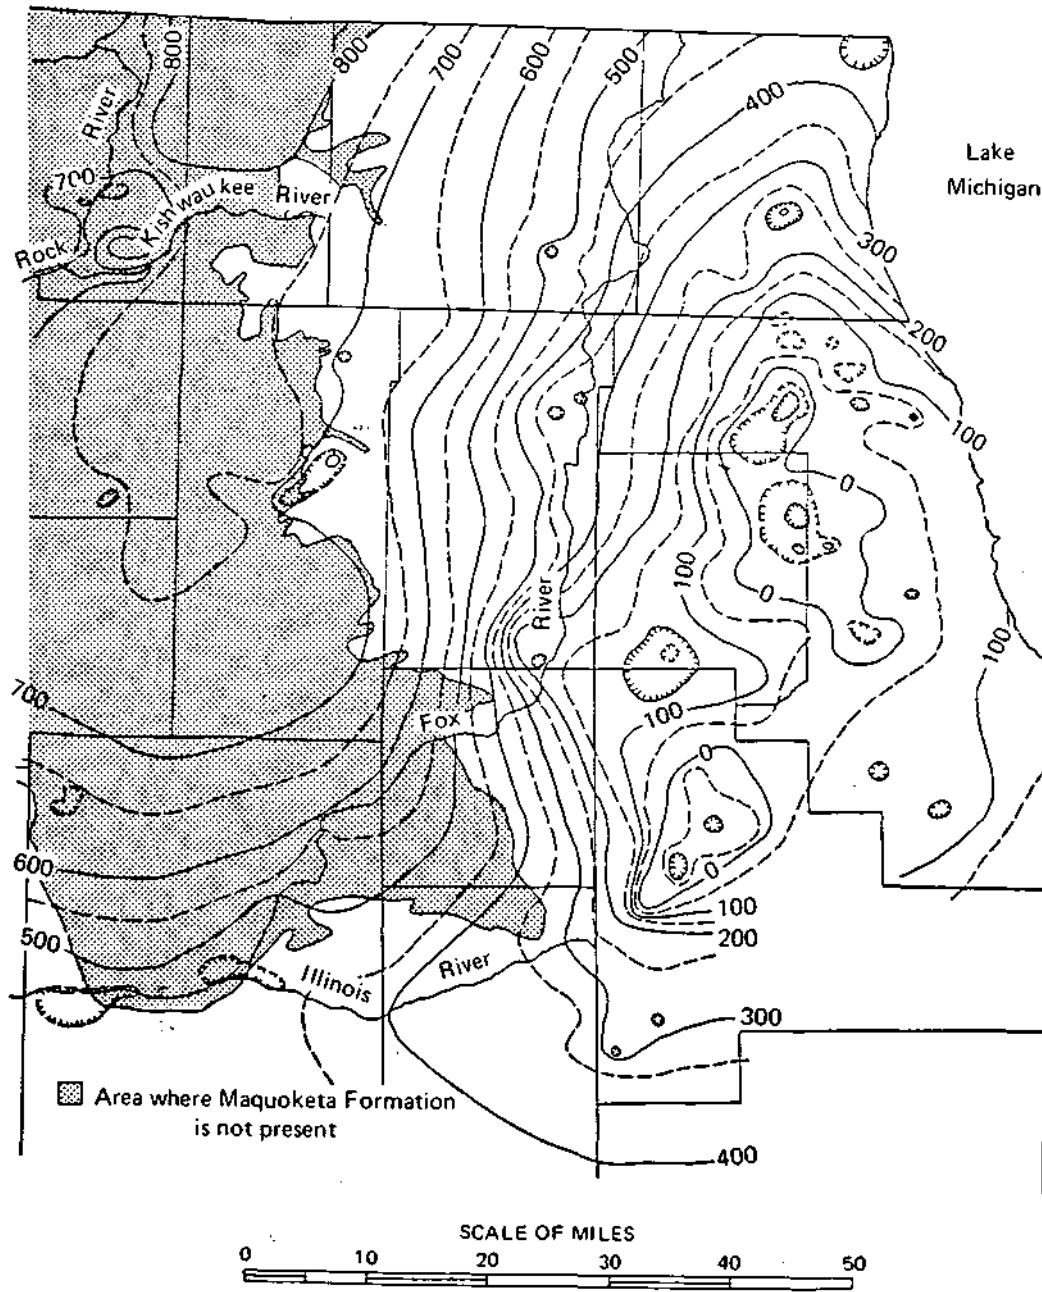 800
800
700
600
500
400
River
Lake
Michigan
700
Kishwaukee River
Rock
300
200
100
0
100
0
River
100
700
Fox
100
0
600
0
100
500
200
Illinois
River
300
Area where Maquoketa Formation
is not present
400
SCALE OF MILES
0 10 20 30 40 50